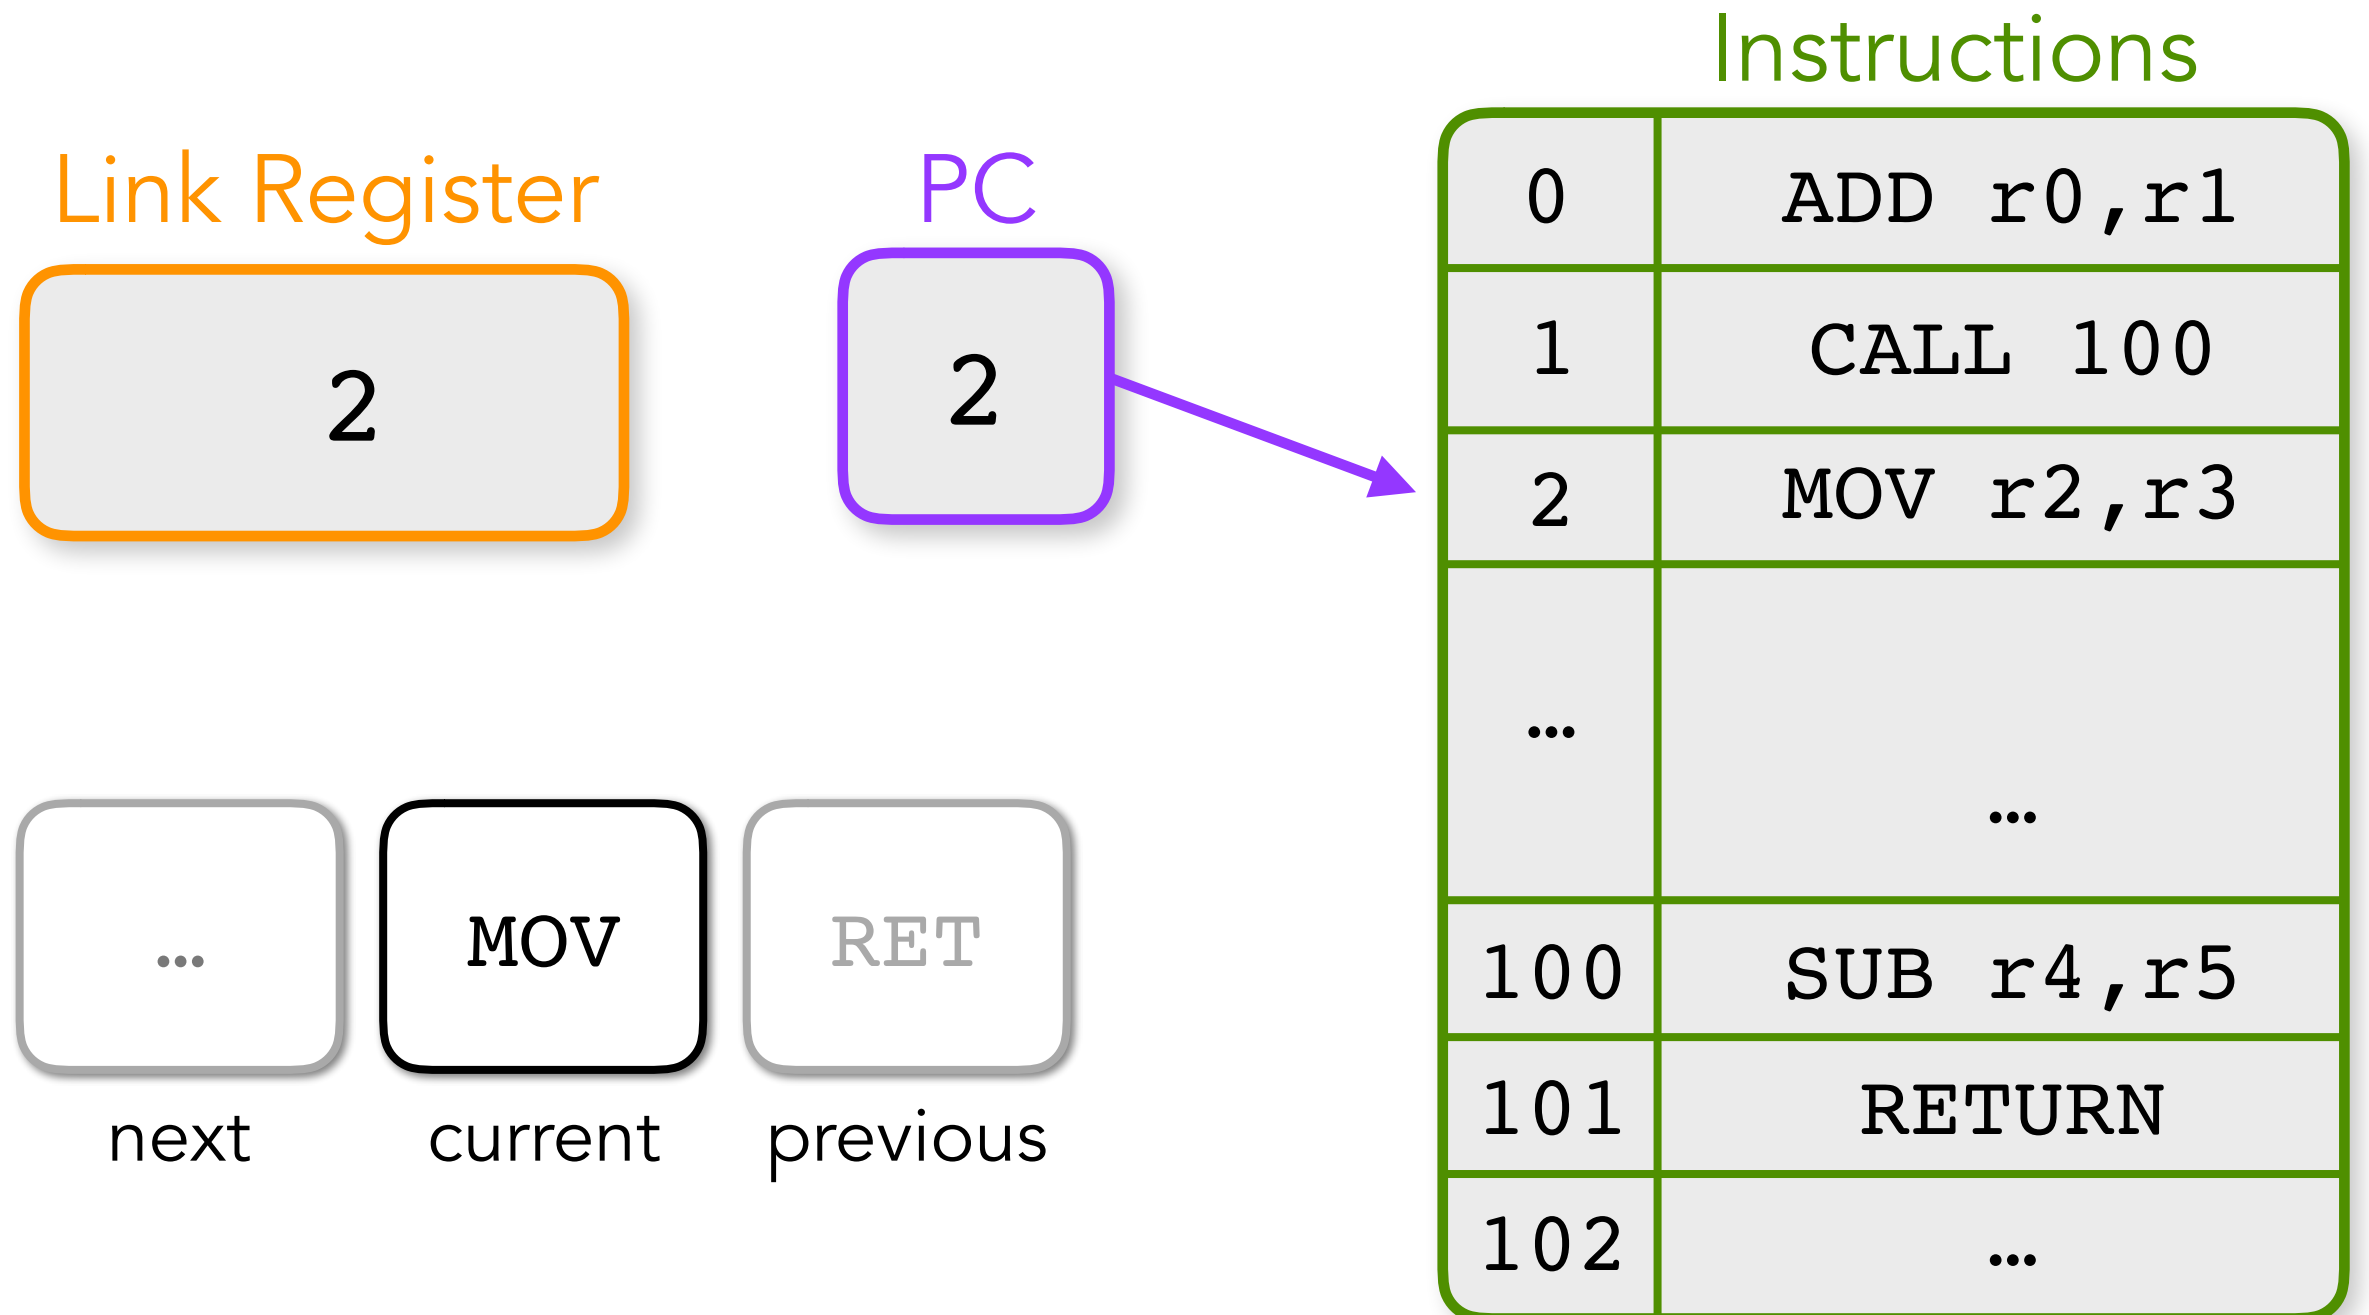 Instructions
Link Register
PC
2
2
0 ADD r0,r1
1 CALL 100
2 MOV r2,r3
… …
100 SUB r4,r5
101 RETURN
102 …
… MOV RET
next current previous